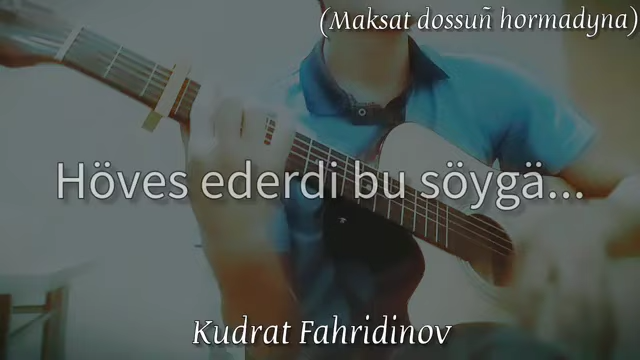 (Maksat dossuñ hormadyna)
Höves ederdi bu söygä...
Kudrat Fahridinov